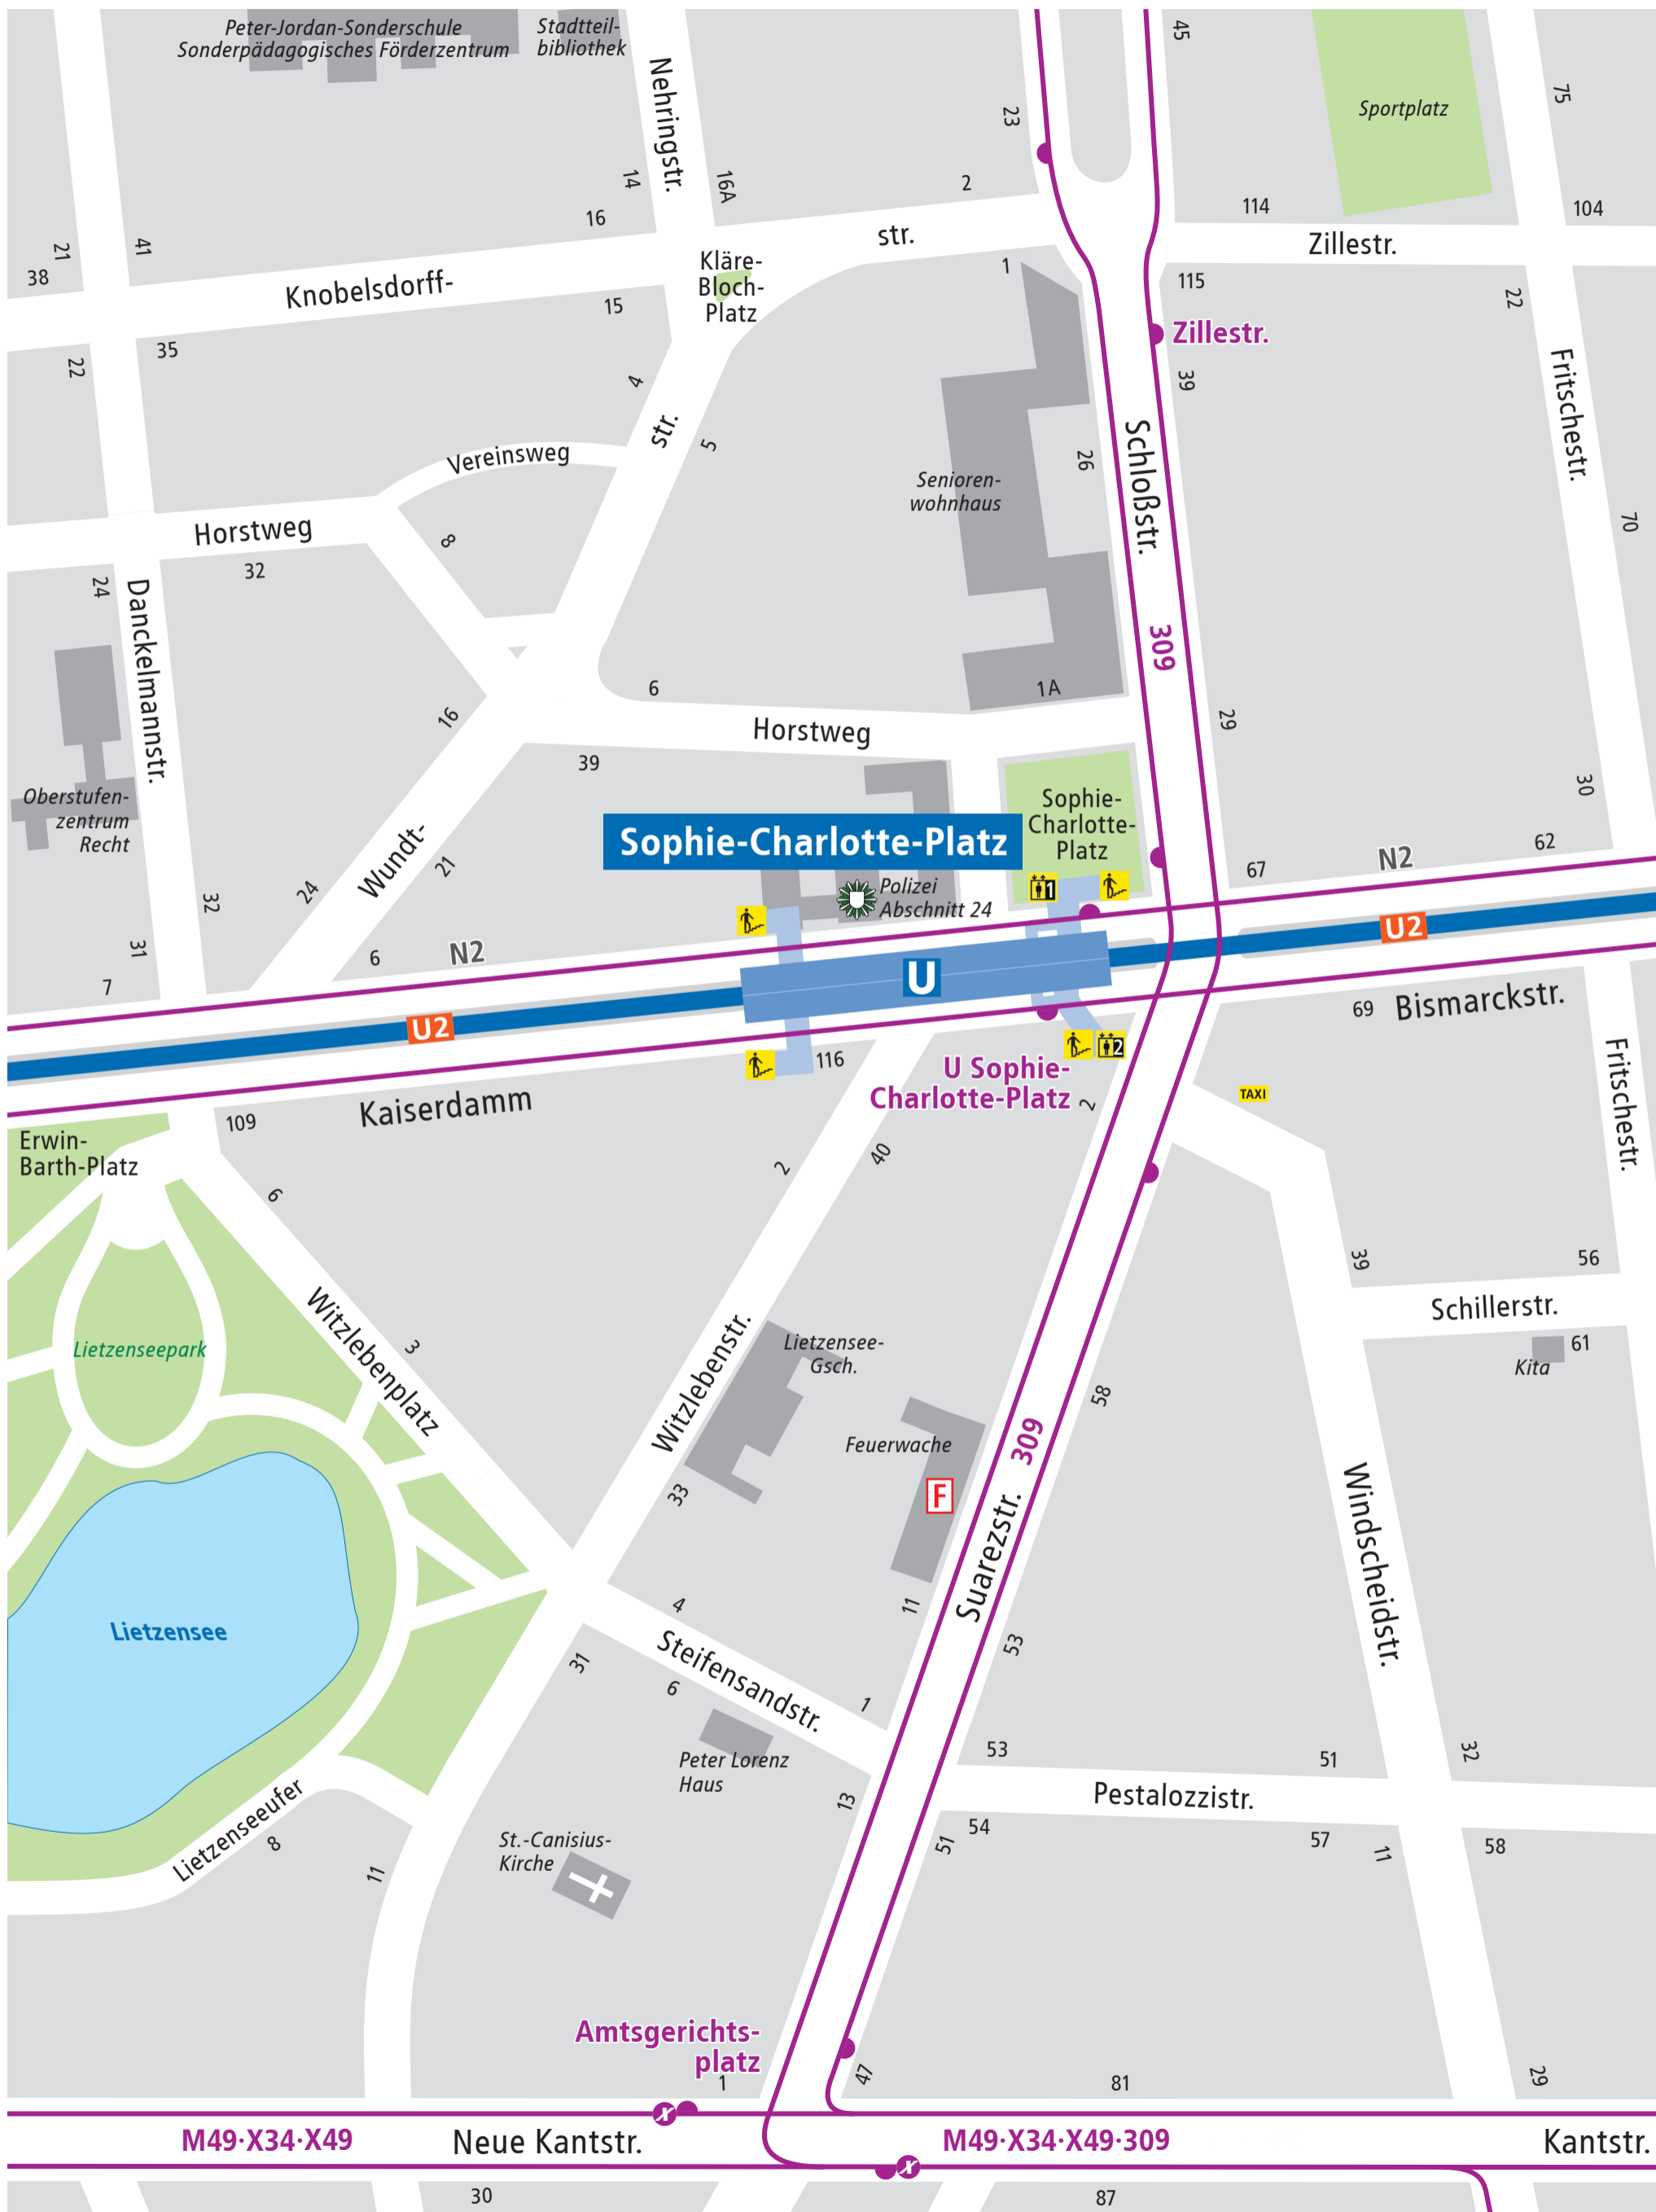 Peter-Jordan-Sonderschule
Sonderpädagogisches Förderzentrum
Stadtteil-
bibliothek
45
Nehringstr.
23
75
Sportplatz
14
16A
2
16
114
104
21
41
38
str.
Zillestr.
Kläre-
Bloch-
Platz
1
115
Knobelsdorff-
15
22
Zillestr.
35
22
4
39
Fritschestr.
str.
5
Schloßstr.
26
Vereinsweg
Senioren-
wohnhaus
70
Horstweg
8
32
24
Danckelmannstr.
309
6
1A
16
29
Horstweg
39
30
Oberstufen-
zentrum
Recht
Sophie-
Charlotte-
Platz
Sophie-Charlotte-Platz
62
N2
67
Wundt-
21
24
32
1
Polizei
Abschnitt 24
U2
31
6
N2
U
7
69
Bismarckstr.
U2
2
116
U Sophie-
Charlotte-Platz
Fritschestr.
TAXI
2
Kaiserdamm
109
Erwin-
Barth-Platz
40
2
6
39
56
Schillerstr.
Witzlebenplatz
3
Lietzenseepark
Witzlebenstr.
Lietzensee-
Gsch.
61
Kita
58
309
Feuerwache
33
F
Suarezstr.
Windscheidstr.
11
4
Lietzensee
53
Steifensandstr.
31
6
1
53
51
32
Peter Lorenz
Haus
Pestalozzistr.
13
54
57
11
58
51
Lietzenseeufer
8
St.-Canisius-
Kirche
11
Amtsgerichts-
platz
1
47
81
29
X
M49·X34·X49
Neue Kantstr.
M49·X34·X49·309
Kantstr.
X
30
87